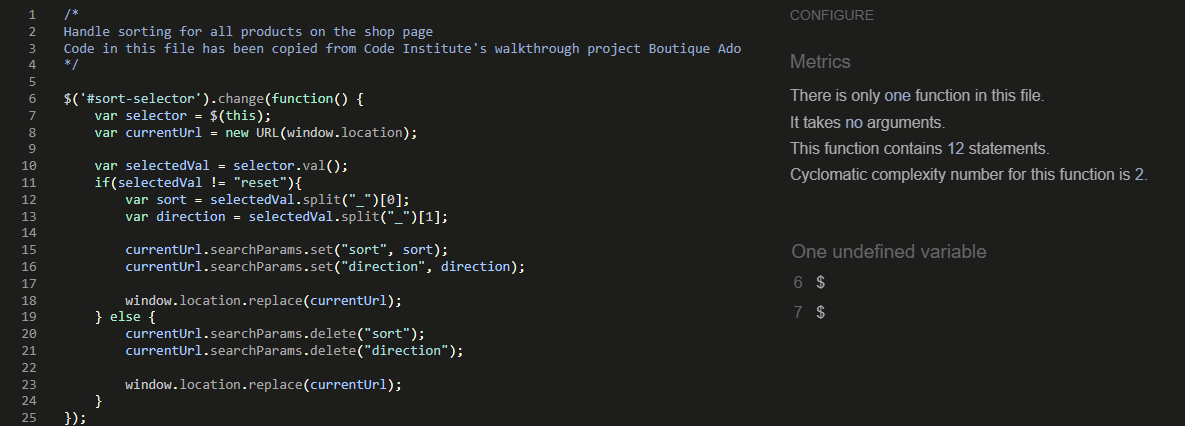 1 /*
2 Handle sorting for all products on the shop page
3 Code in this file has been copied from Code Institute's walkthrough project Boutique Ado
4 */
5
6 $('#sort-selector').change(function() {
7     var selector = $(this);
8     var currentUrl = new URL(window.location);
9
10     var selectedVal = selector.val();
11     if(selectedVal != "reset"){
12         var sort = selectedVal.split("_")[0];
13         var direction = selectedVal.split("_")[1];
14
15         currentUrl.searchParams.set("sort", sort);
16         currentUrl.searchParams.set("direction", direction);
17
18         window.location.replace(currentUrl);
19     } else {
20         currentUrl.searchParams.delete("sort");
21         currentUrl.searchParams.delete("direction");
22
23         window.location.replace(currentUrl);
24     }
25 });
CONFIGURE
Metrics
There is only one function in this file.
It takes no arguments.
This function contains 12 statements.
Cyclomatic complexity number for this function is 2.
One undefined variable
6 $
7 $